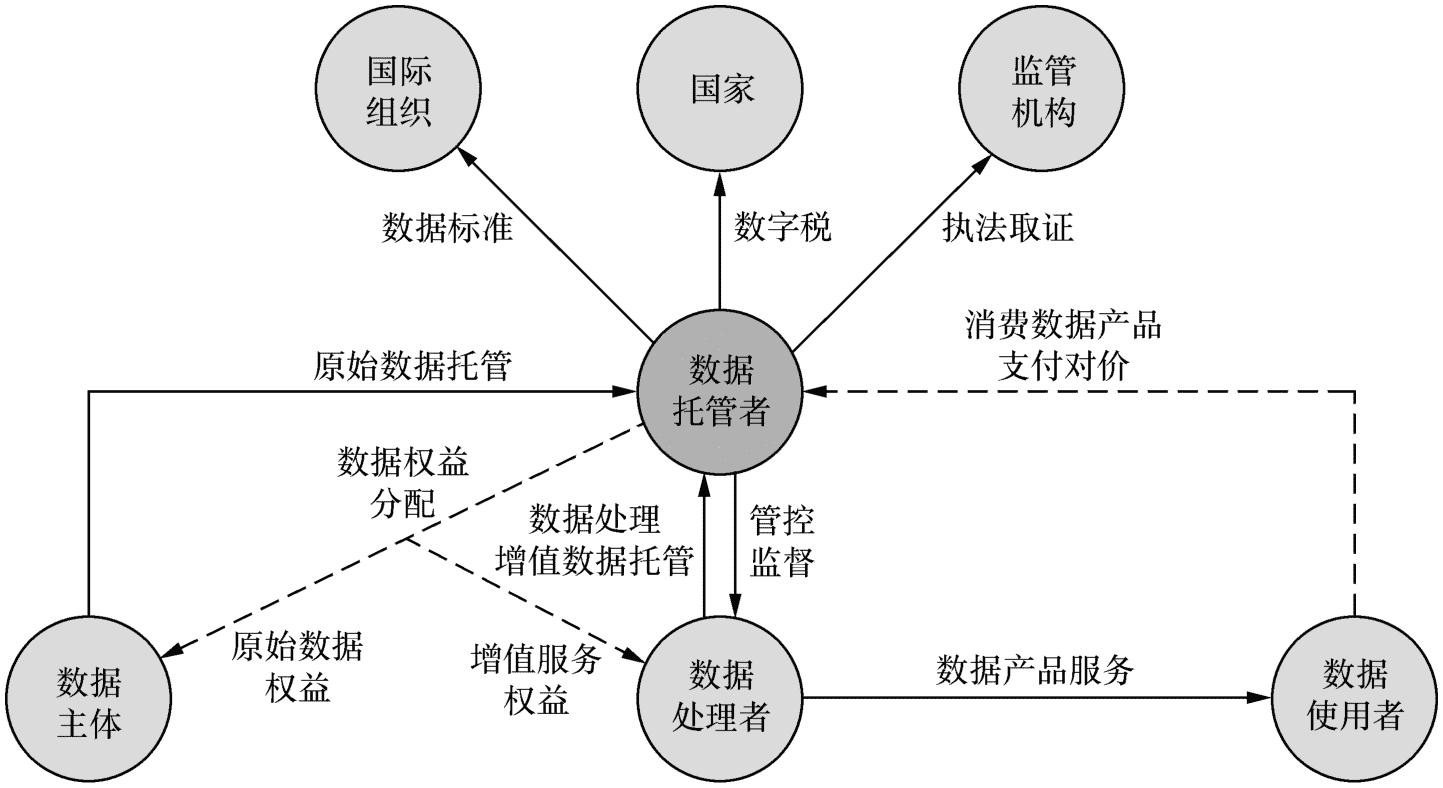 国际
组织
国家
监管
机构
数据标准
数字税
执法取证
消费数据产品
支付对价
原始数据托管
数据
托管者
数据权益
分配
数据处理
增值数据托管
管控
监督
原始数据
权益
增值服务
权益
数据产品服务
数据
主体
数据
处理者
数据
使用者